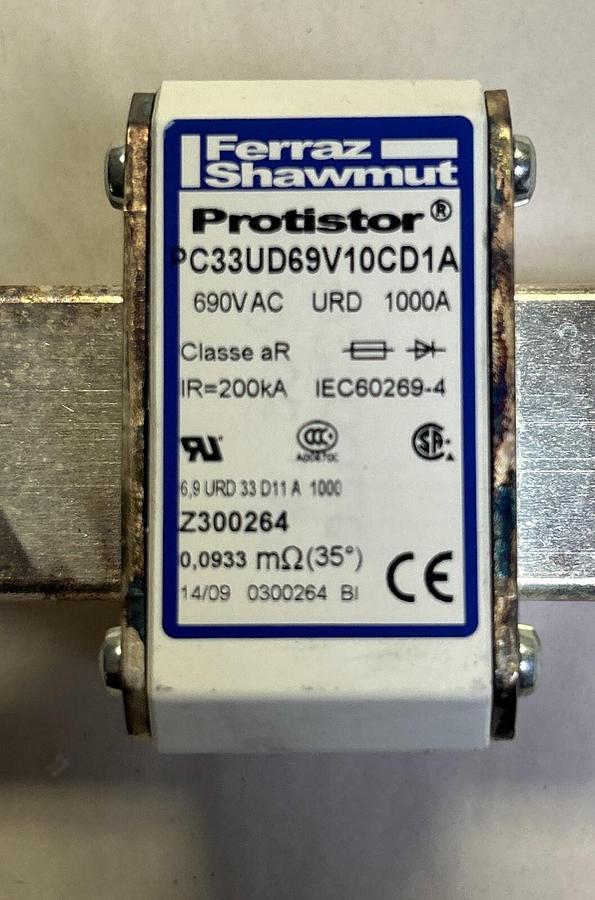 Ferraz
Shawmut
Protistor®
PC33UD69V10CD1A
690VAC URD 1000A
Classe aR
IR=200kA IEC60269-4
6,9 URD 33 D11 A 1000
Z300264
0,0933 mΩ(35°)
14/09 0300264 BI
CE